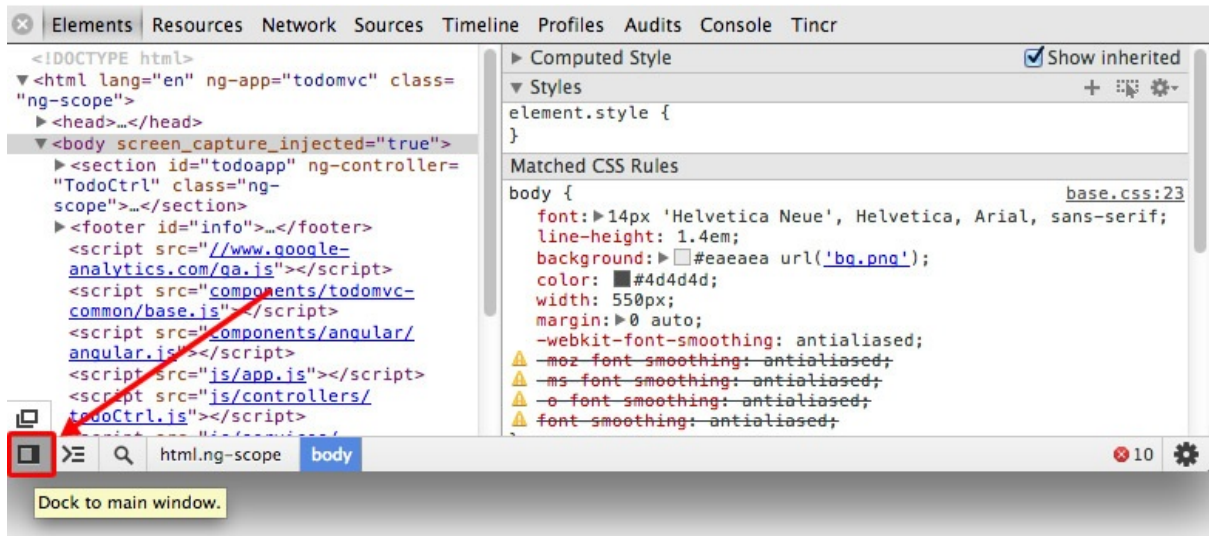 Elements Resources Network Sources Timeline Profiles Audits Console Tincr
<!DOCTYPE html>
▼<html lang="en" ng-app="todomvc" class=
"ng-scope">
▶<head>…</head>
▼<body screen_capture_injected="true">
▶<section id="todoapp" ng-controller=
"TodoCtrl" class="ng-
scope">…</section>
▶<footer id="info">…</footer>
<script src="//www.google-
analytics.com/ga.js"></script>
<script src="components/todomvc-
common/base.js"></script>
<script src="components/angular/
angular.js"></script>
<script src="js/app.js"></script>
<script src="js/controllers/
todoCtrl.js"></script>
<script src="js/services/
▶ Computed Style Show inherited
▼ Styles
element.style {
}
Matched CSS Rules
body { base.css:23
font:▶14px 'Helvetica Neue', Helvetica, Arial, sans-serif;
line-height: 1.4em;
background:▶#eaeaea url('bg.png');
color: #4d4d4d;
width: 550px;
margin:▶0 auto;
-webkit-font-smoothing: antialiased;
-moz-font-smoothing: antialiased;
-ms-font-smoothing: antialiased;
-o-font-smoothing: antialiased;
font-smoothing: antialiased;
}
html.ng-scope body 10
Dock to main window.